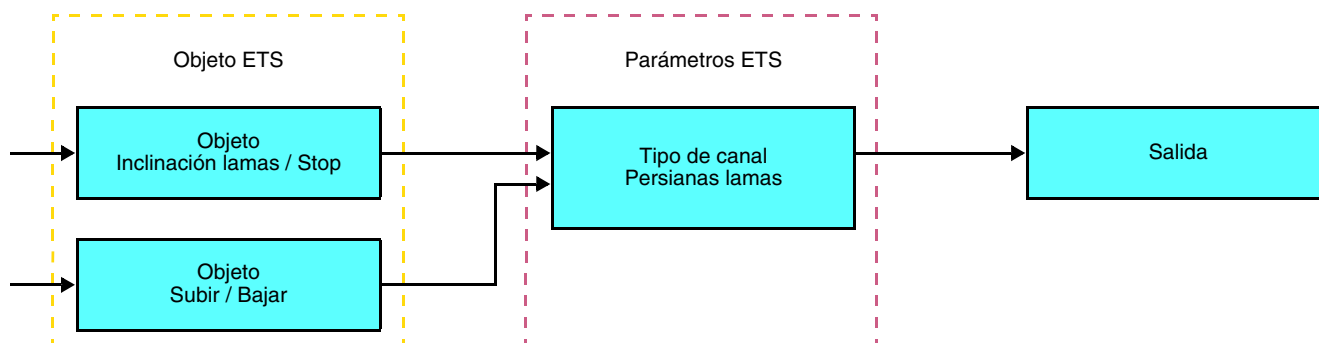 Objeto ETS
Parámetros ETS
Objeto
Inclinación lamas / Stop
Tipo de canal
Persianas lamas
Salida
Objeto
Subir / Bajar